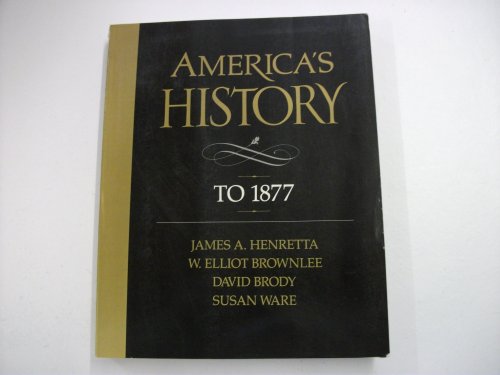 AMERICA'S
HISTORY
TO 1877
JAMES A. HENRETTA
W. ELLIOT BROWNLEE
DAVID BRODY
SUSAN WARE